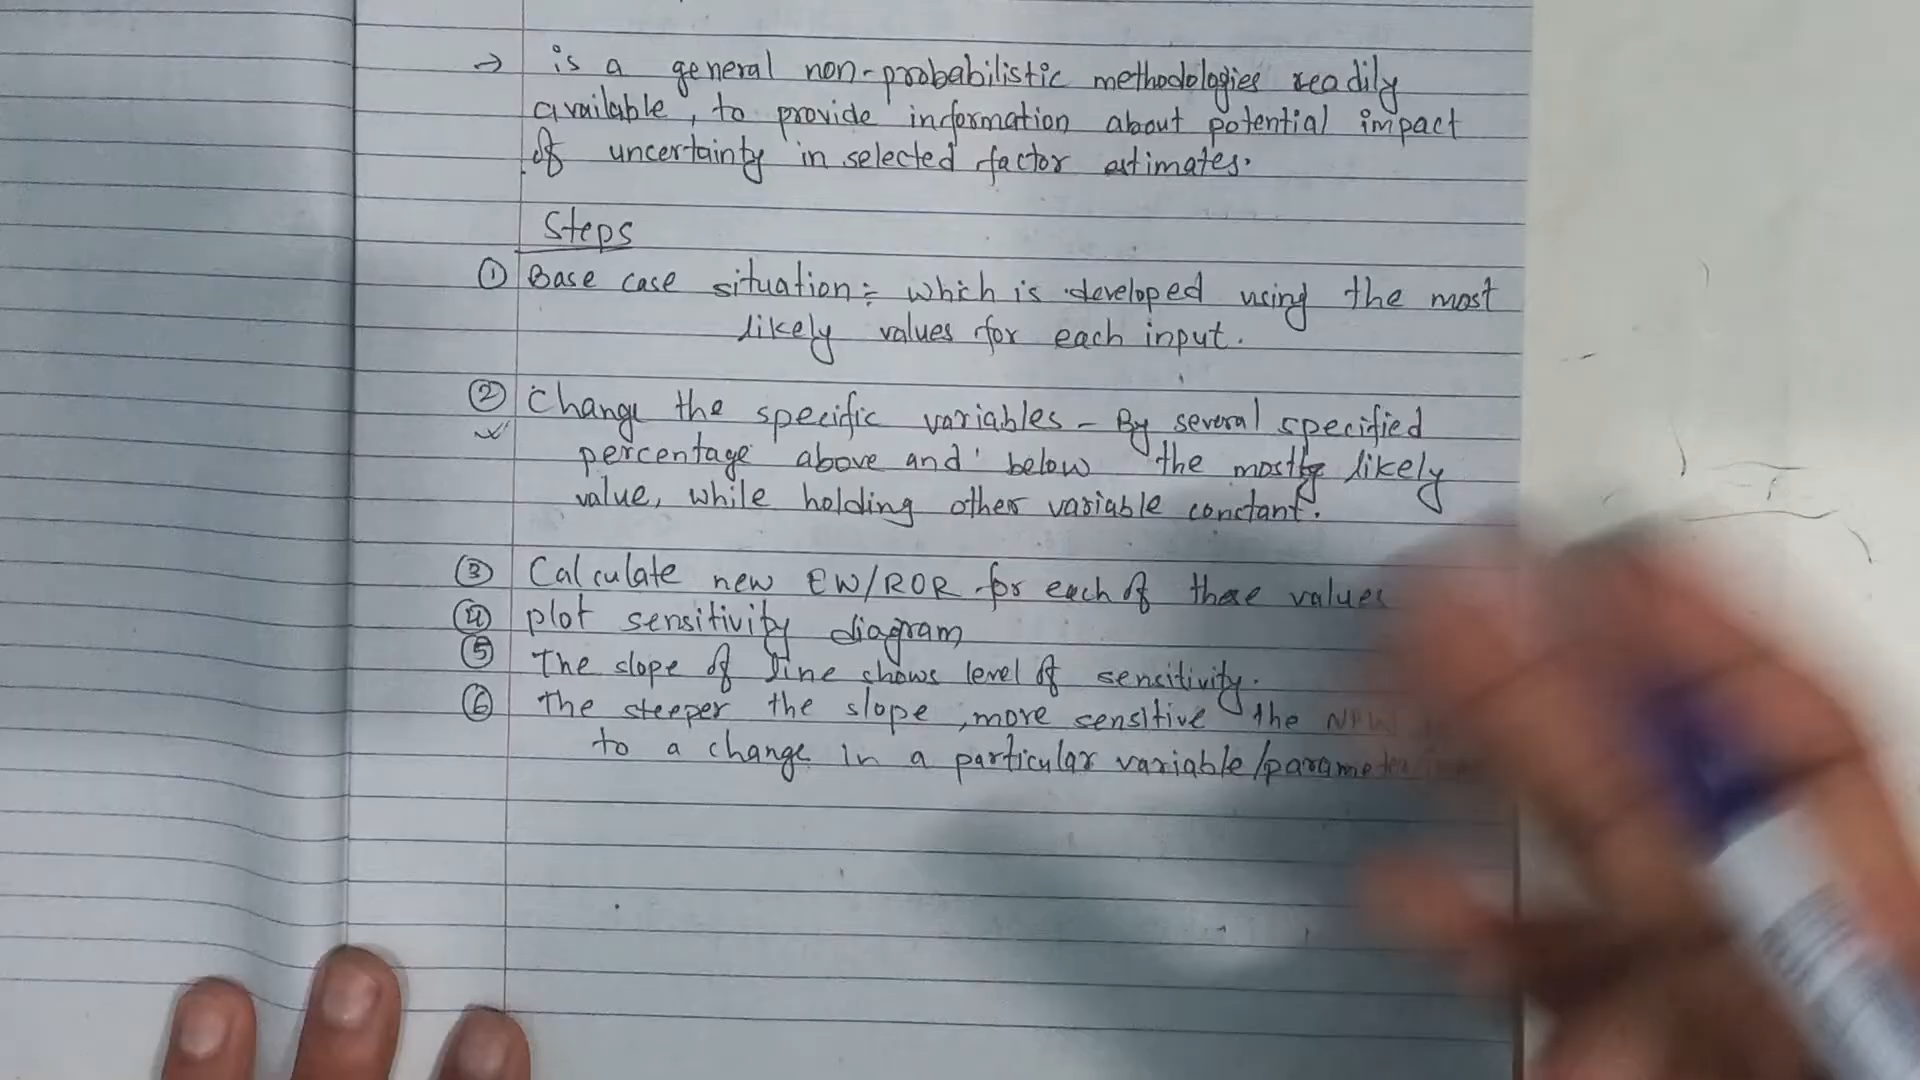 → is a general non-probabilistic methodologies readily
available, to provide information about potential impact
of uncertainty in selected factor estimates.
Steps
① Base case situation:- which is developed using the most
likely values for each input.
② Change the specific variables - By several specified
percentage above and below the mostly likely
value, while holding other variable constant.
③ Calculate new EW/ROR for each of these values
④ plot sensitivity diagram
⑤ The slope of line shows level of sensitivity.
⑥ the steeper the slope, more sensitive the NPW
to a change in a particular variable/parameter